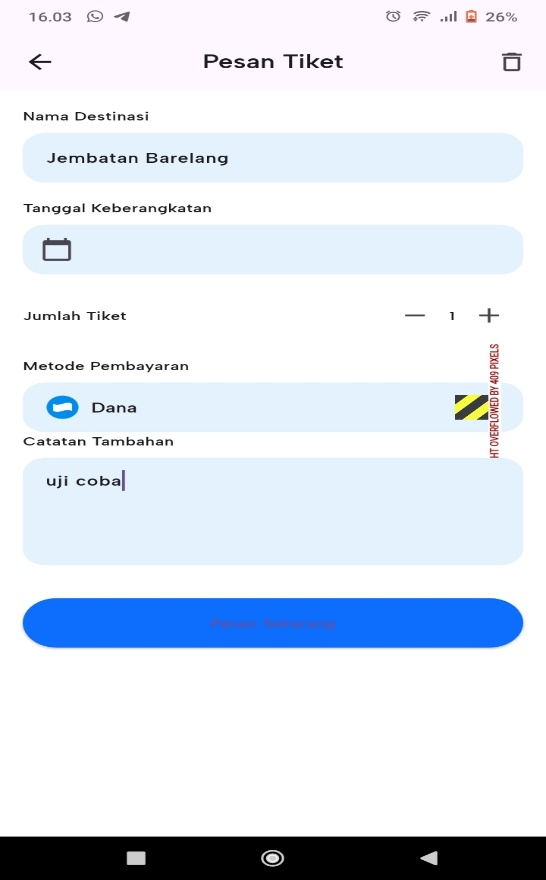 16.03
26%
Pesan Tiket
Nama Destinasi
Jembatan Barelang
Tanggal Keberangkatan
Jumlah Tiket
1
Metode Pembayaran
Dana
HT OVERFLOWED BY 409 PIXELS
Catatan Tambahan
uji coba
Pesan Sekarang